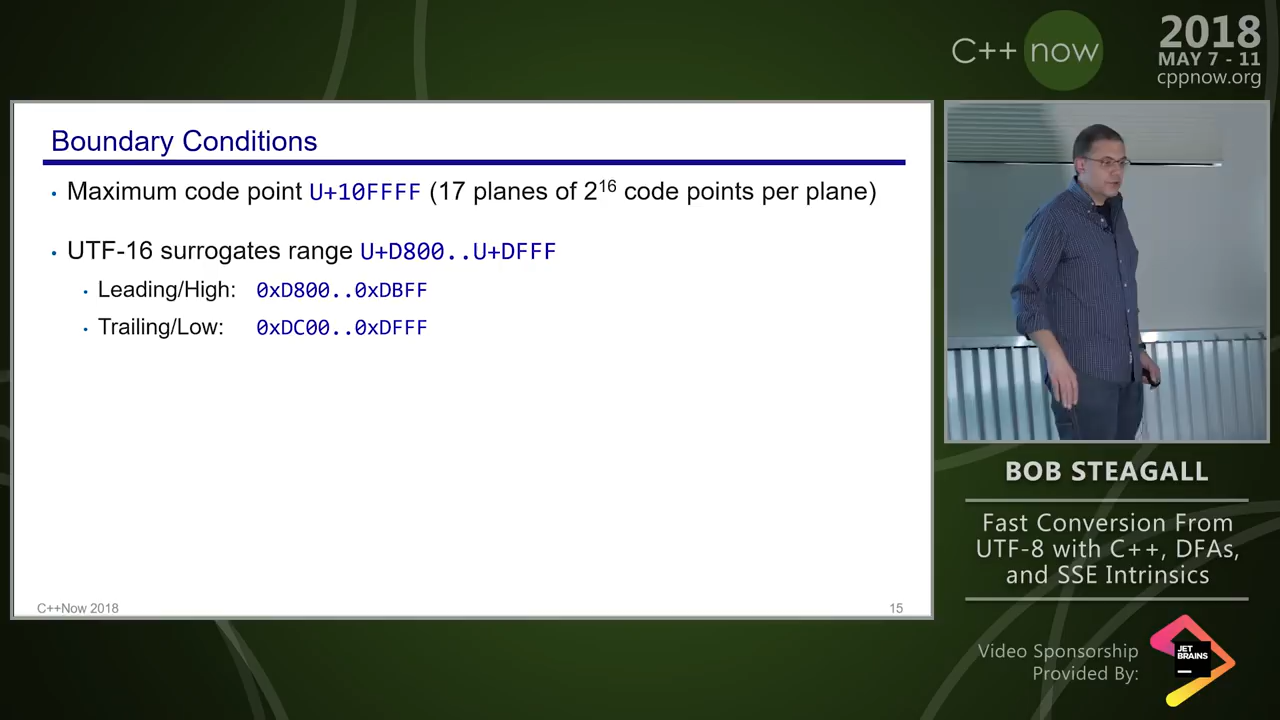 C++ now
2018
MAY 7 - 11
cppnow.org
Boundary Conditions
· Maximum code point U+10FFFF (17 planes of 2¹⁶ code points per plane)
· UTF-16 surrogates range U+D800..U+DFFF
· Leading/High: 0xD800..0xDBFF
· Trailing/Low: 0xDC00..0xDFFF
C++Now 2018
15
BOB STEAGALL
Fast Conversion From
UTF-8 with C++, DFAs,
and SSE Intrinsics
Video Sponsorship
Provided By:
JET
BRAINS